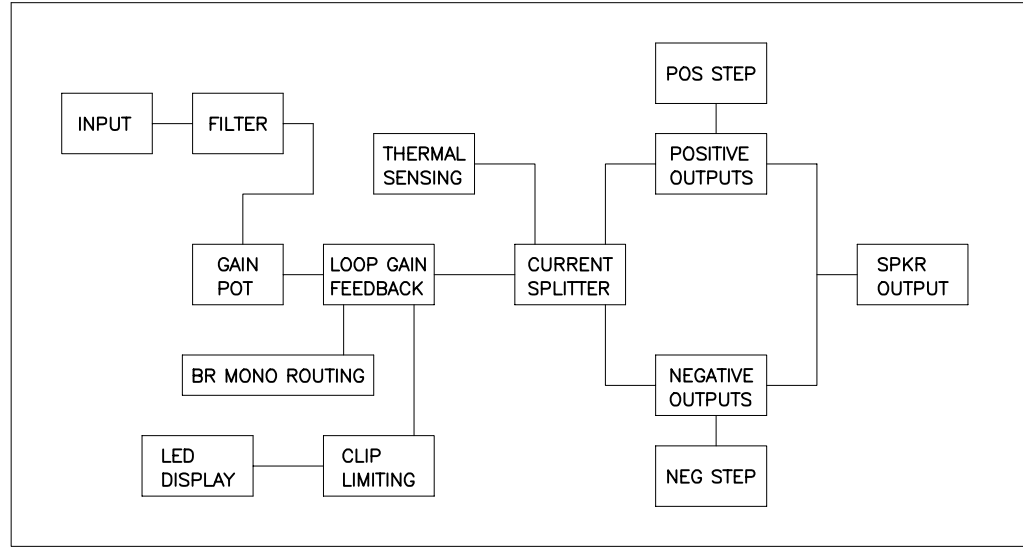 POS STEP
INPUT
FILTER
THERMAL
SENSING
POSITIVE
OUTPUTS
GAIN
POT
LOOP GAIN
FEEDBACK
CURRENT
SPLITTER
SPKR
OUTPUT
BR MONO ROUTING
NEGATIVE
OUTPUTS
LED
DISPLAY
CLIP
LIMITING
NEG STEP